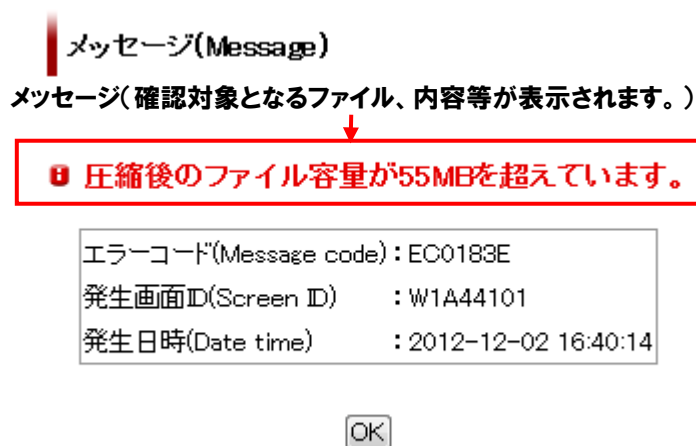 メッセージ(Message)
メッセージ(確認対象となるファイル、内容等が表示されます。)
圧縮後のファイル容量が55MBを超えています。
エラーコード(Message code):EC0183E
発生画面ID(Screen ID) :W1A44101
発生日時(Date time) :2012-12-02 16:40:14
OK